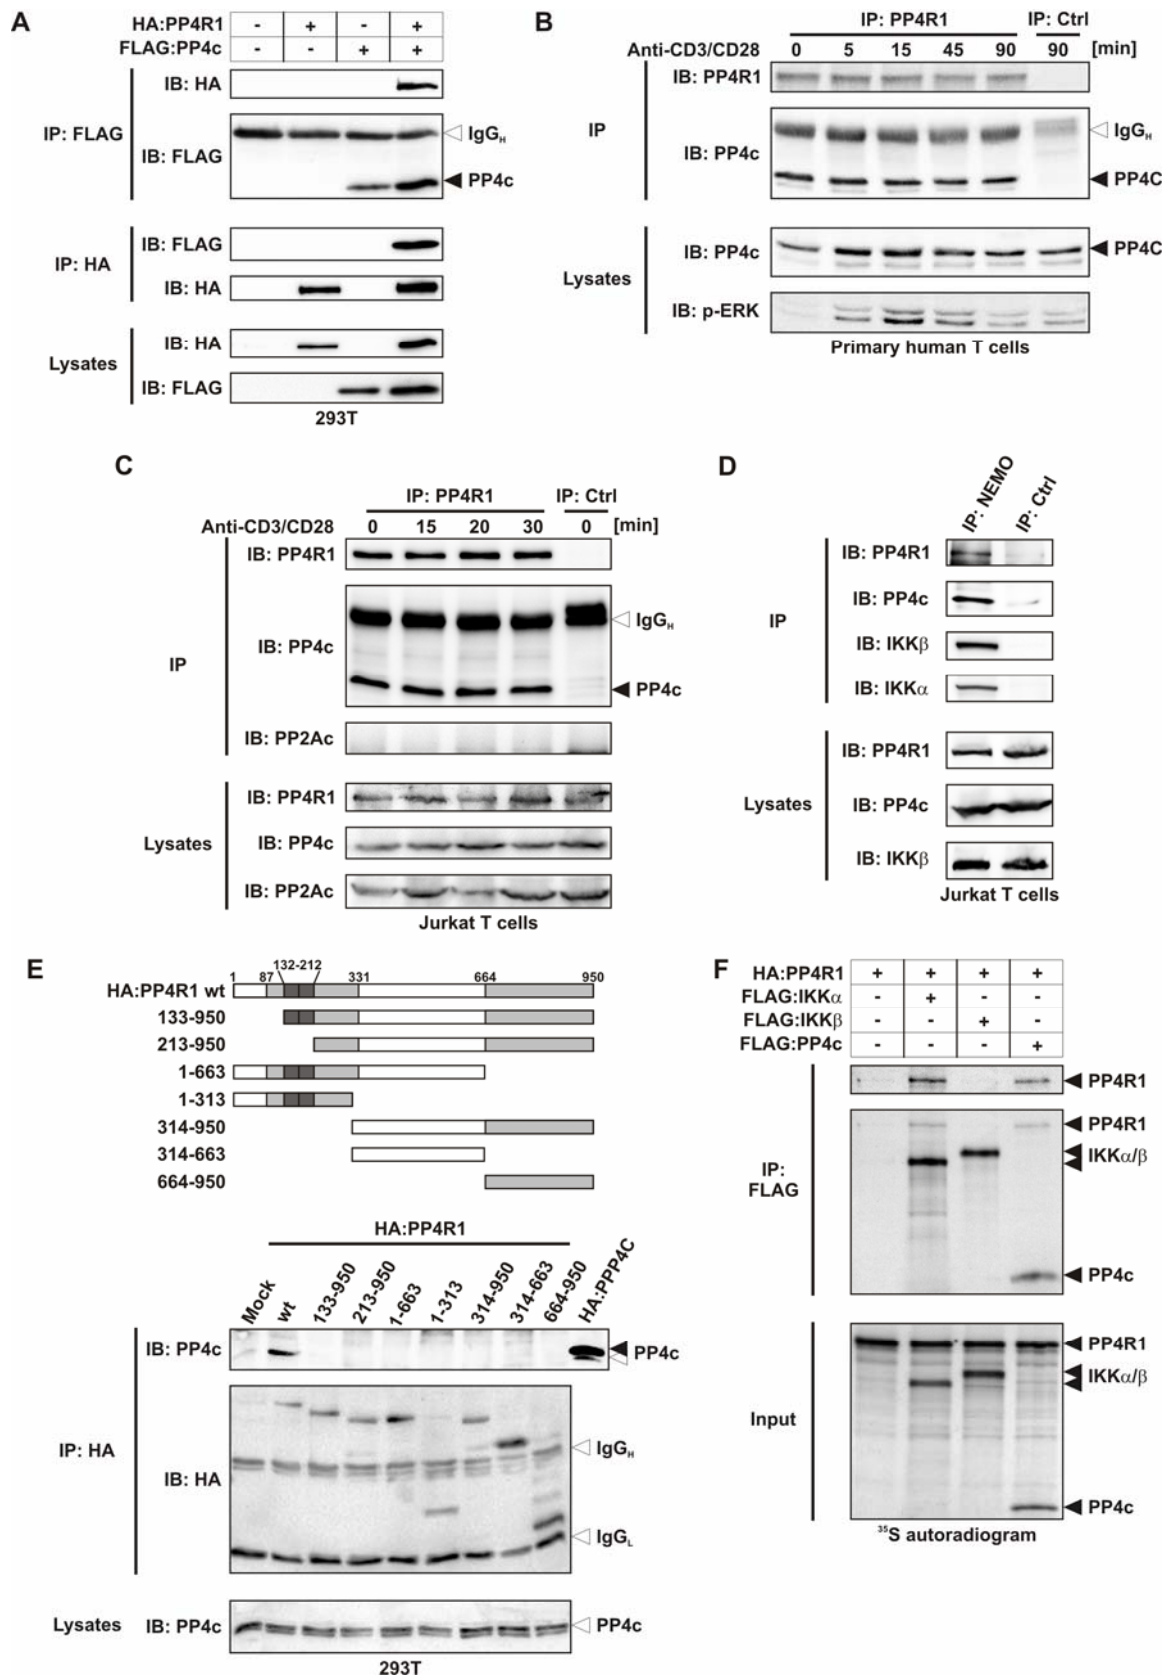 A
HA:PP4R1 - + - +
FLAG:PP4c - - + +
IP: FLAG
IB: HA
IB: FLAG
IgGH
PP4c
IP: HA
IB: FLAG
IB: HA
Lysates
IB: HA
IB: FLAG
293T
B
IP: PP4R1 IP: Ctrl
Anti-CD3/CD28 0 5 15 45 90 90 [min]
IP
IB: PP4R1
IB: PP4c
IgGH
PP4C
Lysates
IB: PP4c
PP4C
IB: p-ERK
Primary human T cells
C
IP: PP4R1 IP: Ctrl
Anti-CD3/CD28 0 15 20 30 0 [min]
IP
IB: PP4R1
IB: PP4c
IgGH
PP4c
IB: PP2Ac
Lysates
IB: PP4R1
IB: PP4c
IB: PP2Ac
Jurkat T cells
D
IP: NEMO IP: Ctrl
IP
IB: PP4R1
IB: PP4c
IB: IKKβ
IB: IKKα
Lysates
IB: PP4R1
IB: PP4c
IB: IKKβ
Jurkat T cells
E
1 87 132-212 331 664 950
HA:PP4R1 wt
133-950
213-950
1-663
1-313
314-950
314-663
664-950
HA:PP4R1
Mock wt 133-950 213-950 1-663 1-313 314-950 314-663 664-950 HA:PPP4C
IP: HA
IB: PP4c
PP4c
IB: HA
IgGH
IgGL
Lysates IB: PP4c
PP4c
293T
F
HA:PP4R1 + + + +
FLAG:IKKα - + - -
FLAG:IKKβ - - + -
FLAG:PP4c - - - +
IP:
FLAG
PP4R1
PP4R1
IKKα/β
PP4c
Input
PP4R1
IKKα/β
PP4c
³⁵S autoradiogram